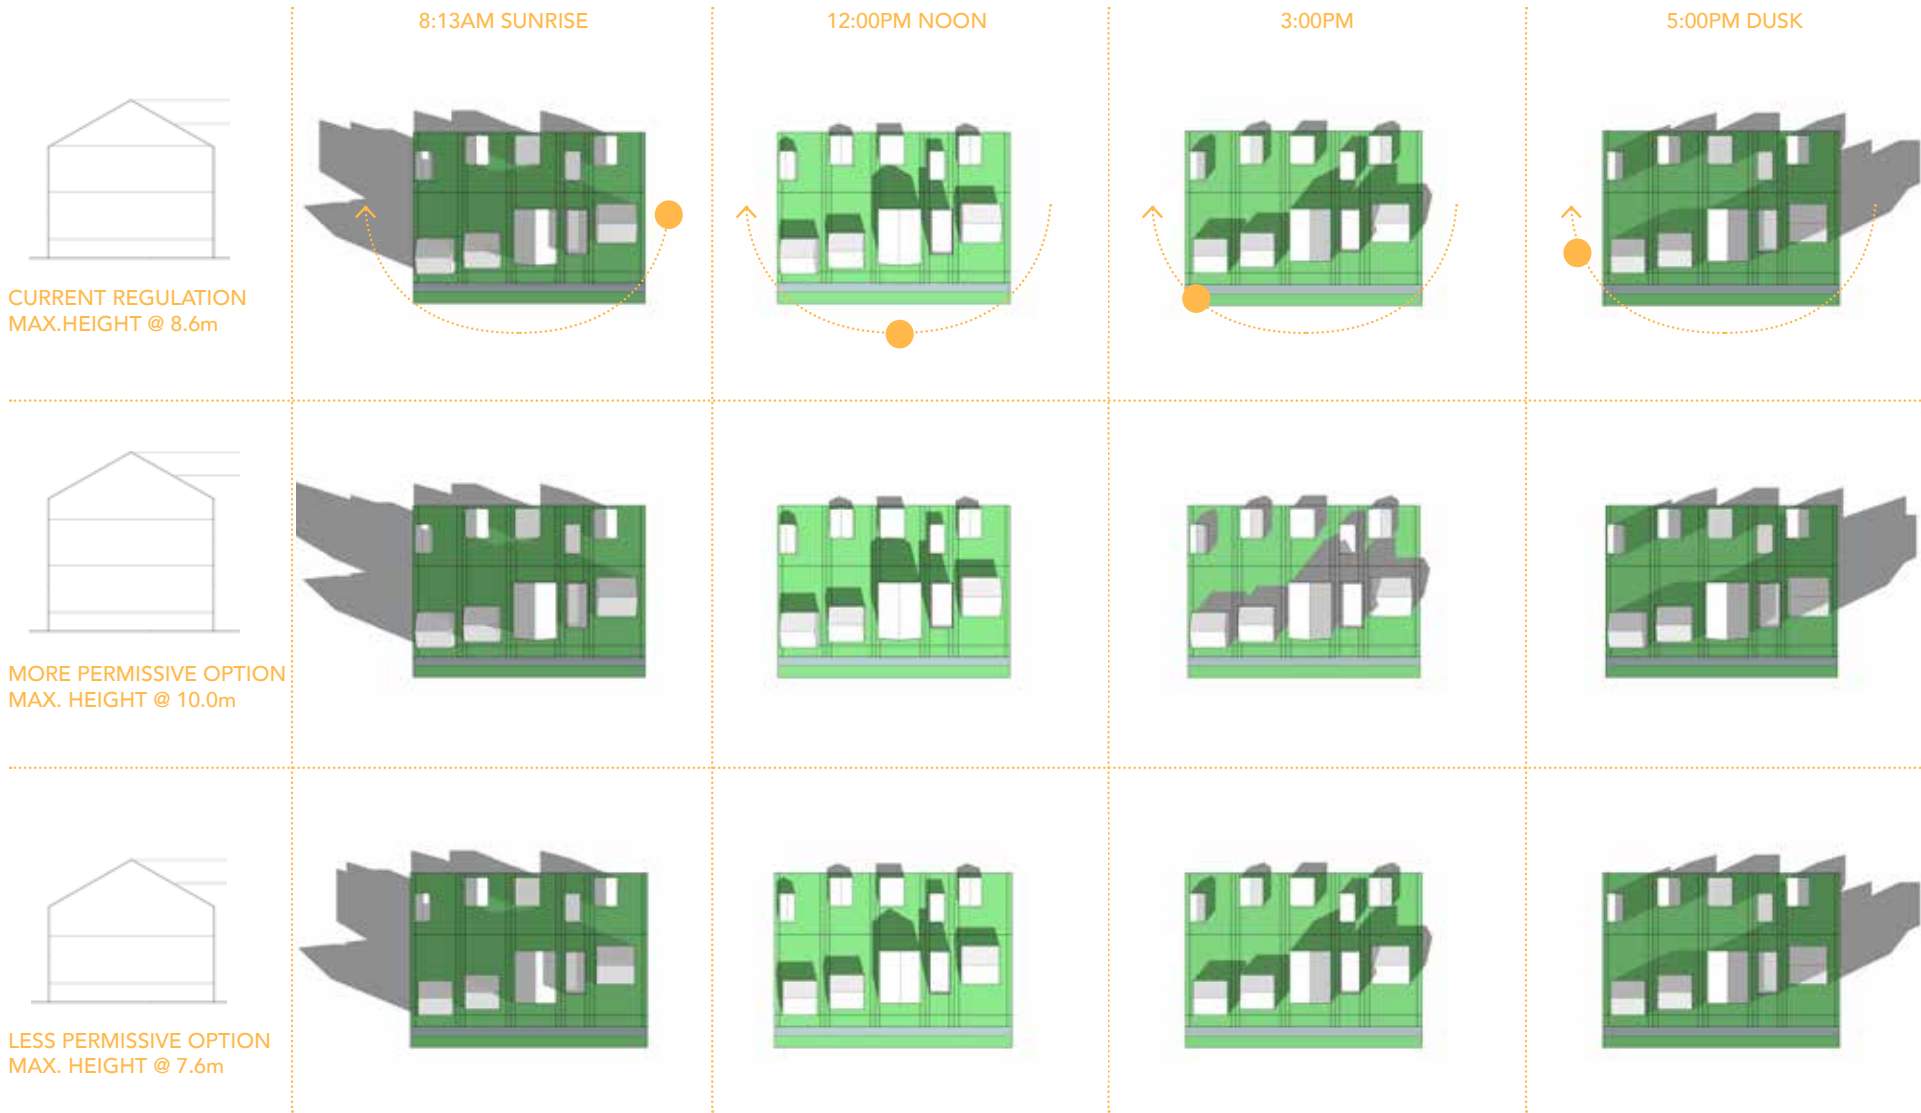 8:13AM SUNRISE
12:00PM NOON
3:00PM
5:00PM DUSK
CURRENT REGULATION
MAX.HEIGHT @ 8.6m
MORE PERMISSIVE OPTION
MAX. HEIGHT @ 10.0m
LESS PERMISSIVE OPTION
MAX. HEIGHT @ 7.6m